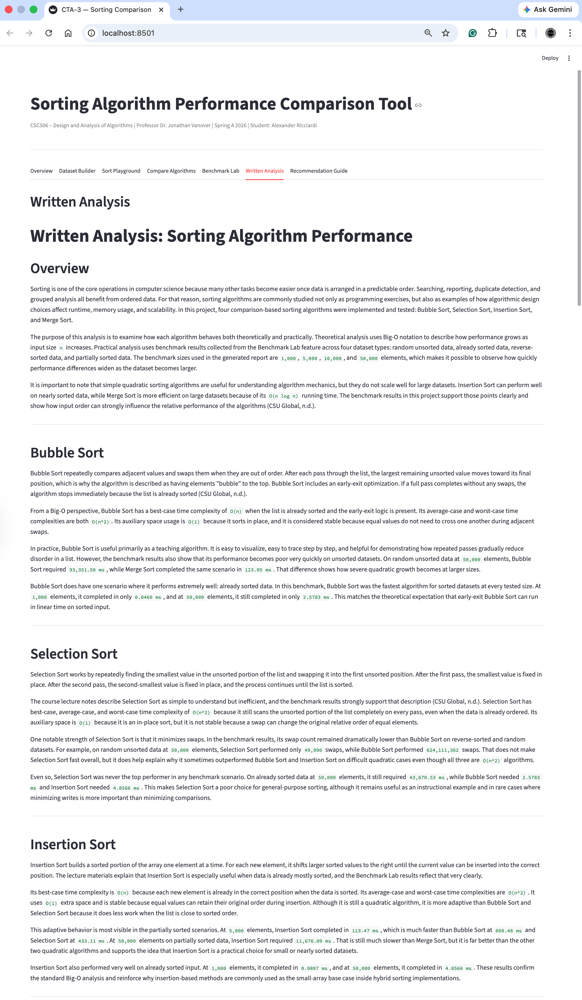 CTA-3 — Sorting Comparison
Ask Gemini
localhost:8501
Deploy
Sorting Algorithm Performance Comparison Tool
CSC506 – Design and Analysis of Algorithms | Professor Dr. Jonathan Vanover | Spring A 2026 | Student: Alexander Ricciardi
Overview Dataset Builder Sort Playground Compare Algorithms Benchmark Lab Written Analysis Recommendation Guide
Written Analysis
Written Analysis: Sorting Algorithm Performance
Overview
Sorting is one of the core operations in computer science because many other tasks become easier once data is arranged in a predictable order. Searching, reporting, duplicate detection, and
grouped analysis all benefit from ordered data. For that reason, sorting algorithms are commonly studied not only as programming exercises, but also as examples of how algorithmic design
choices affect runtime, memory usage, and scalability. In this project, four comparison-based sorting algorithms were implemented and tested: Bubble Sort, Selection Sort, Insertion Sort,
and Merge Sort.
The purpose of this analysis is to examine how each algorithm behaves both theoretically and practically. Theoretical analysis uses Big-O notation to describe how performance grows as
input size n increases. Practical analysis uses benchmark results collected from the Benchmark Lab feature across four dataset types: random unsorted data, already sorted data, reverse-
sorted data, and partially sorted data. The benchmark sizes used in the generated report are 1,000 , 5,000 , 10,000 , and 50,000 elements, which makes it possible to observe how quickly
performance differences widen as the dataset becomes larger.
It is important to note that simple quadratic sorting algorithms are useful for understanding algorithm mechanics, but they do not scale well for large datasets. Insertion Sort can perform well
on nearly sorted data, while Merge Sort is more efficient on large datasets because of its O(n log n) running time. The benchmark results in this project support those points clearly and
show how input order can strongly influence the relative performance of the algorithms (CSU Global, n.d.).
Bubble Sort
Bubble Sort repeatedly compares adjacent values and swaps them when they are out of order. After each pass through the list, the largest remaining unsorted value moves toward its final
position, which is why the algorithm is described as having elements "bubble" to the top. Bubble Sort includes an early-exit optimization. If a full pass completes without any swaps, the
algorithm stops immediately because the list is already sorted (CSU Global, n.d.).
From a Big-O perspective, Bubble Sort has a best-case time complexity of O(n) when the list is already sorted and the early-exit logic is present. Its average-case and worst-case time
complexities are both O(n^2) . Its auxiliary space usage is O(1) because it sorts in place, and it is considered stable because equal values do not need to cross one another during adjacent
swaps.
In practice, Bubble Sort is useful primarily as a teaching algorithm. It is easy to visualize, easy to trace step by step, and helpful for demonstrating how repeated passes gradually reduce
disorder in a list. However, the benchmark results also show that its performance becomes poor very quickly on unsorted datasets. On random unsorted data at 50,000 elements, Bubble
Sort required 93,351.50 ms , while Merge Sort completed the same scenario in 123.05 ms . That difference shows how severe quadratic growth becomes at larger sizes.
Bubble Sort does have one scenario where it performs extremely well: already sorted data. In this benchmark, Bubble Sort was the fastest algorithm for sorted datasets at every tested size. At
1,000 elements, it completed in only 0.0460 ms , and at 50,000 elements, it still completed in only 2.5783 ms . This matches the theoretical expectation that early-exit Bubble Sort can run
in linear time on sorted input.
Selection Sort
Selection Sort works by repeatedly finding the smallest value in the unsorted portion of the list and swapping it into the first unsorted position. After the first pass, the smallest value is fixed in
place. After the second pass, the second-smallest value is fixed in place, and the process continues until the list is sorted.
The course lecture notes describe Selection Sort as simple to understand but inefficient, and the benchmark results strongly support that description (CSU Global, n.d.). Selection Sort has
best-case, average-case, and worst-case time complexity of O(n^2) because it still scans the unsorted portion of the list completely on every pass, even when the data is already ordered. Its
auxiliary space is O(1) because it is an in-place sort, but it is not stable because a swap can change the original relative order of equal elements.
One notable strength of Selection Sort is that it minimizes swaps. In the benchmark results, its swap count remained dramatically lower than Bubble Sort on reverse-sorted and random
datasets. For example, on random unsorted data at 50,000 elements, Selection Sort performed only 49,990 swaps, while Bubble Sort performed 624,111,362 swaps. That does not make
Selection Sort fast overall, but it does help explain why it sometimes outperformed Bubble Sort and Insertion Sort on difficult quadratic cases even though all three are O(n^2) algorithms.
Even so, Selection Sort was never the top performer in any benchmark scenario. On already sorted data at 50,000 elements, it still required 43,670.53 ms , while Bubble Sort needed 2.5783
ms and Insertion Sort needed 4.8566 ms . This makes Selection Sort a poor choice for general-purpose sorting, although it remains useful as an instructional example and in rare cases where
minimizing writes is more important than minimizing comparisons.
Insertion Sort
Insertion Sort builds a sorted portion of the array one element at a time. For each new element, it shifts larger sorted values to the right until the current value can be inserted into the correct
position. The lecture materials explain that Insertion Sort is especially useful when data is already mostly sorted, and the Benchmark Lab results reflect that very clearly.
Its best-case time complexity is O(n) because each new element is already in the correct position when the data is sorted. Its average-case and worst-case time complexities are O(n^2) . It
uses O(1) extra space and is stable because equal values can retain their original order during insertion. Although it is still a quadratic algorithm, it is more adaptive than Bubble Sort and
Selection Sort because it does less work when the list is close to sorted order.
This adaptive behavior is most visible in the partially sorted scenarios. At 5,000 elements, Insertion Sort completed in 113.47 ms , which is much faster than Bubble Sort at 660.48 ms and
Selection Sort at 433.11 ms . At 50,000 elements on partially sorted data, Insertion Sort required 11,676.09 ms . That is still much slower than Merge Sort, but it is far better than the other
two quadratic algorithms and supports the idea that Insertion Sort is a practical choice for small or nearly sorted datasets.
Insertion Sort also performed very well on already sorted input. At 1,000 elements, it completed in 0.0897 ms , and at 50,000 elements, it completed in 4.8566 ms . These results confirm
the standard Big-O analysis and reinforce why insertion-based methods are commonly used as the small-array base case inside hybrid sorting implementations.